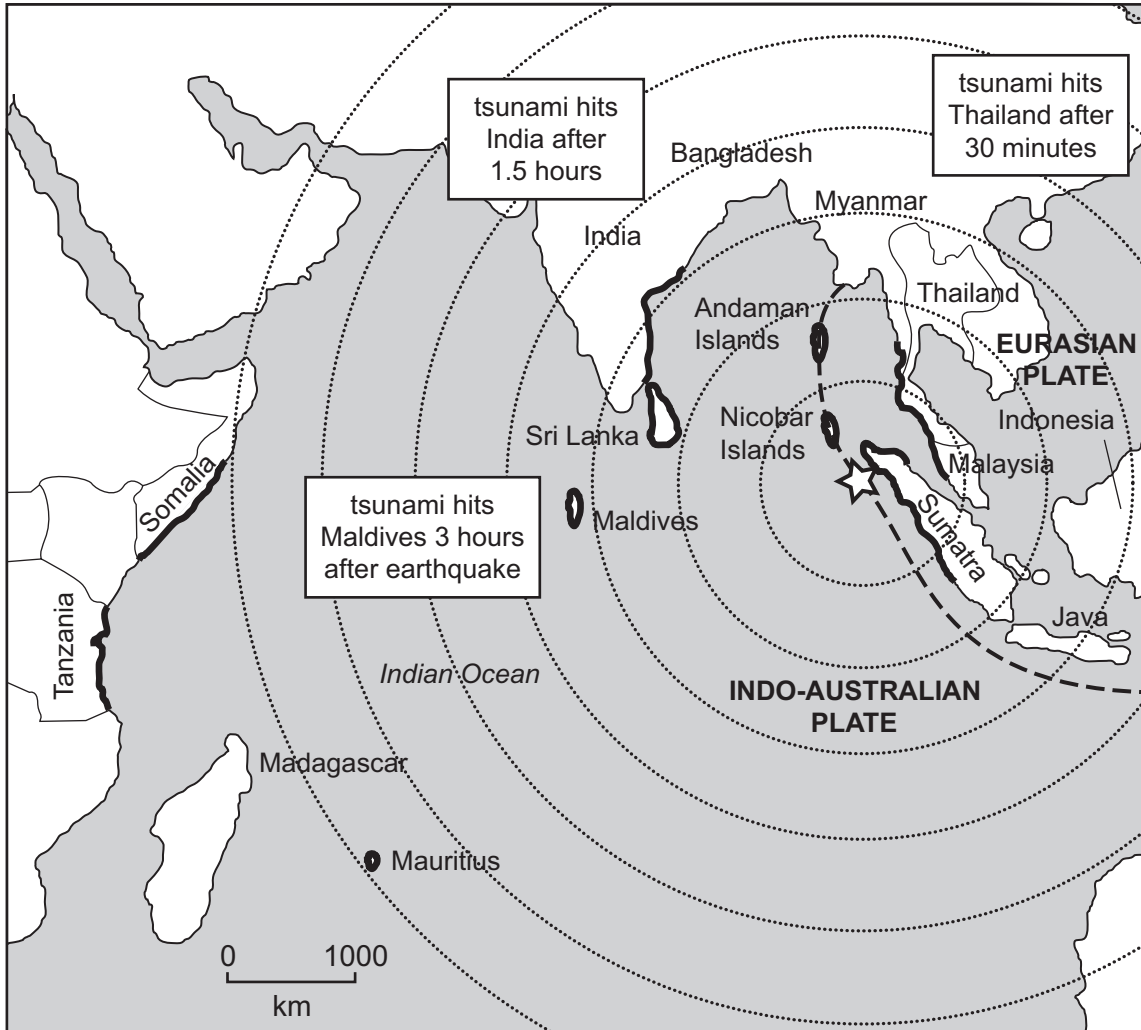 tsunami hits
India after
1.5 hours
tsunami hits
Thailand after
30 minutes
Bangladesh
Myanmar
India
Thailand
Andaman
Islands
EURASIAN
PLATE
Nicobar
Islands
Indonesia
Sri Lanka
Malaysia
Somalia
tsunami hits
Maldives 3 hours
after earthquake
Maldives
Sumatra
Java
Tanzania
Indian Ocean
INDO-AUSTRALIAN
PLATE
Madagascar
Mauritius
0 1000
km